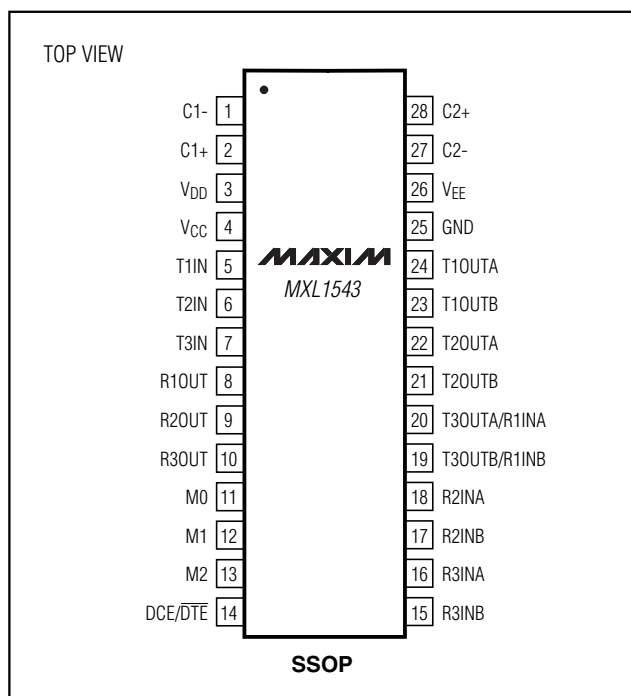 TOP VIEW
C1- 1
C1+ 2
VDD 3
VCC 4
T1IN 5
T2IN 6
T3IN 7
R1OUT 8
R2OUT 9
R3OUT 10
M0 11
M1 12
M2 13
DCE/DTE 14
MAXIM
MXL1543
28 C2+
27 C2-
26 VEE
25 GND
24 T1OUTA
23 T1OUTB
22 T2OUTA
21 T2OUTB
20 T3OUTA/R1INA
19 T3OUTB/R1INB
18 R2INA
17 R2INB
16 R3INA
15 R3INB
SSOP